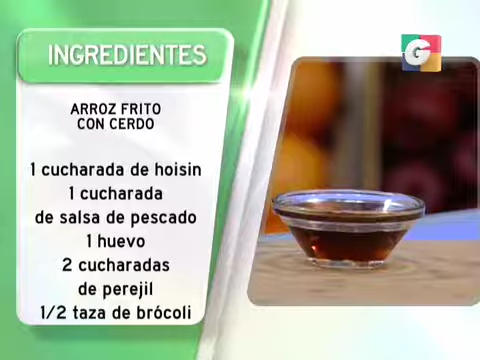 INGREDIENTES
ARROZ FRITO
CON CERDO
1 cucharada de hoisin
1 cucharada
de salsa de pescado
1 huevo
2 cucharadas
de perejil
1/2 taza de brócoli
G